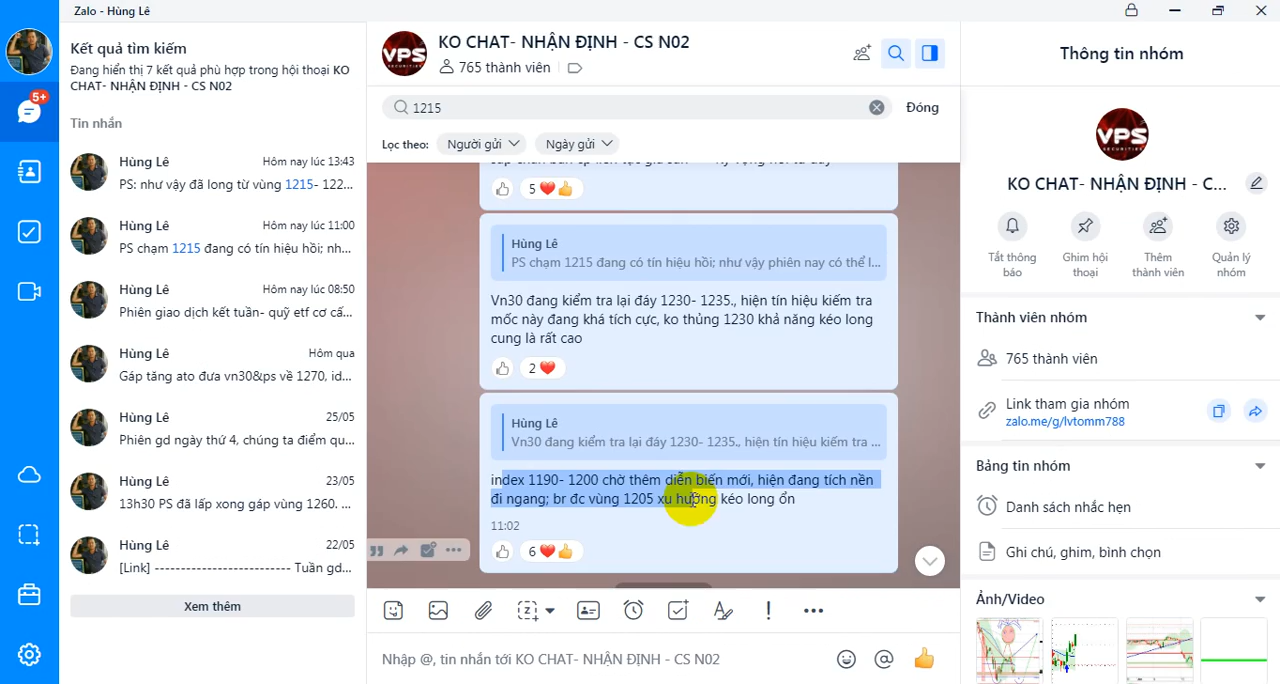 Zalo - Hùng Lê
Kết quả tìm kiếm
Đang hiển thị 7 kết quả phù hợp trong hội thoại KO
CHAT- NHẬN ĐỊNH - CS N02
Tin nhắn
5+
Hùng Lê
Hôm nay lúc 13:43
PS: như vậy đã long từ vùng 1215- 122...
Hùng Lê
Hôm nay lúc 11:00
PS chạm 1215 đang có tín hiệu hồi; nh...
Hùng Lê
Hôm nay lúc 08:50
Phiên giao dịch kết tuần- quỹ etf cơ cấ...
Hùng Lê
Hôm qua
Gáp tăng ato đưa vn30&ps về 1270, id...
Hùng Lê
25/05
Phiên gd ngày thứ 4, chúng ta điểm qu...
Hùng Lê
23/05
13h30 PS đã lấp xong gáp vùng 1260. ...
Hùng Lê
22/05
[Link] -------------------------- Tuần gd...
Xem thêm
VPS
SECURITIES
KO CHAT- NHẬN ĐỊNH - CS N02
765 thành viên
1215
Đóng
Lọc theo:
Người gửi
Ngày gửi
5
Hùng Lê
PS chạm 1215 đang có tín hiệu hồi; như vậy phiên nay có thể l...
Vn30 đang kiểm tra lại đáy 1230- 1235., hiện tín hiệu kiếm tra
mốc này đang khá tích cực, ko thủng 1230 khả năng kéo long
cung là rất cao
2
Hùng Lê
Vn30 đang kiểm tra lại đáy 1230- 1235., hiện tín hiệu kiếm tra ...
index 1190- 1200 chờ thêm diễn biến mới, hiện đang tích nền
đi ngang; br đc vùng 1205 xu hướng kéo long ổn
11:02
6
Nhập @, tin nhắn tới KO CHAT- NHẬN ĐỊNH - CS N02
Thông tin nhóm
VPS
SECURITIES
KO CHAT- NHẬN ĐỊNH - C...
Tắt thông
báo
Ghim hội
thoại
Thêm
thành viên
Quản lý
nhóm
Thành viên nhóm
765 thành viên
Link tham gia nhóm
zalo.me/g/lvtomm788
Bảng tin nhóm
Danh sách nhắc hẹn
Ghi chú, ghim, bình chọn
Ảnh/Video